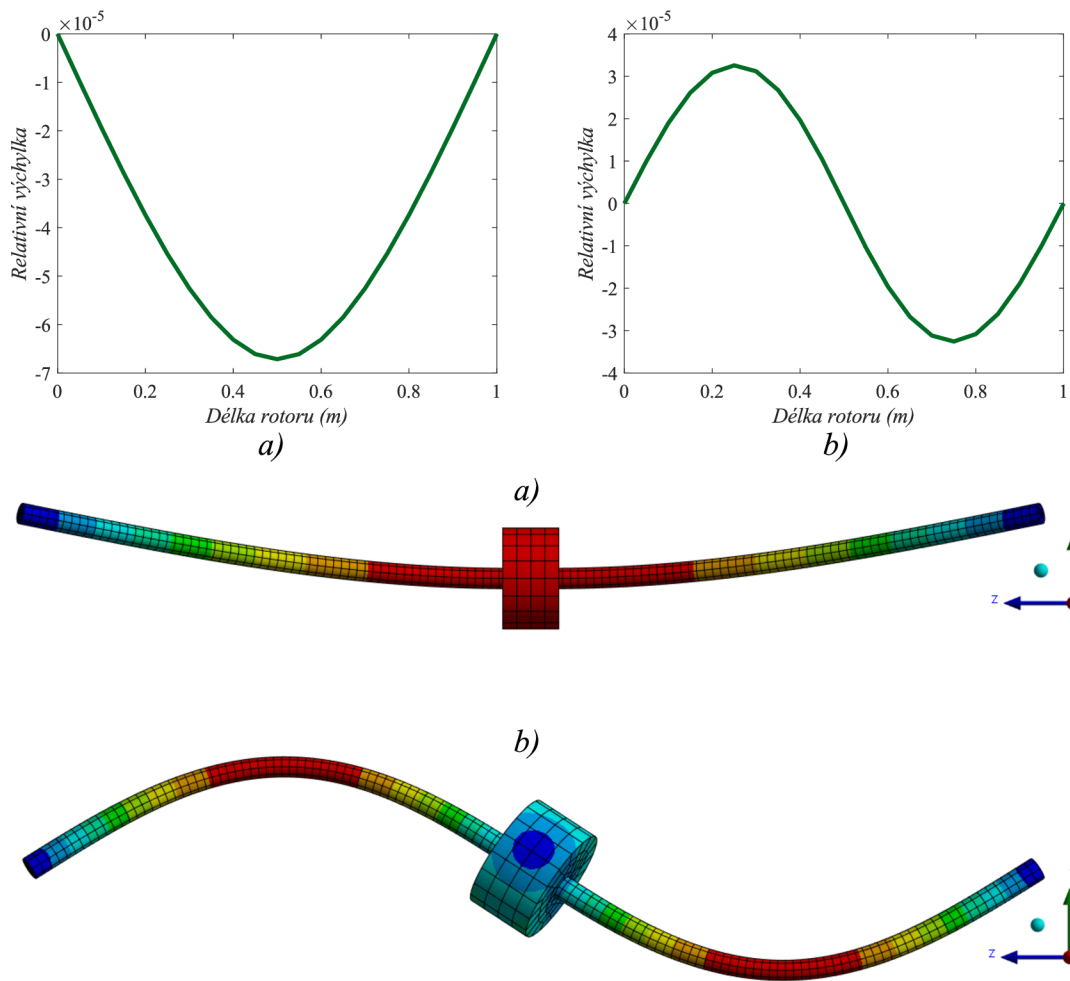 ×10⁻⁵
0
-1
-2
-3
-4
-5
-6
-7
Relativní výchylka
0 0.2 0.4 0.6 0.8 1
Délka rotoru (m)
a)
×10⁻⁵
4
3
2
1
0
-1
-2
-3
-4
Relativní výchylka
0 0.2 0.4 0.6 0.8 1
Délka rotoru (m)
b)
a)
z
b)
z